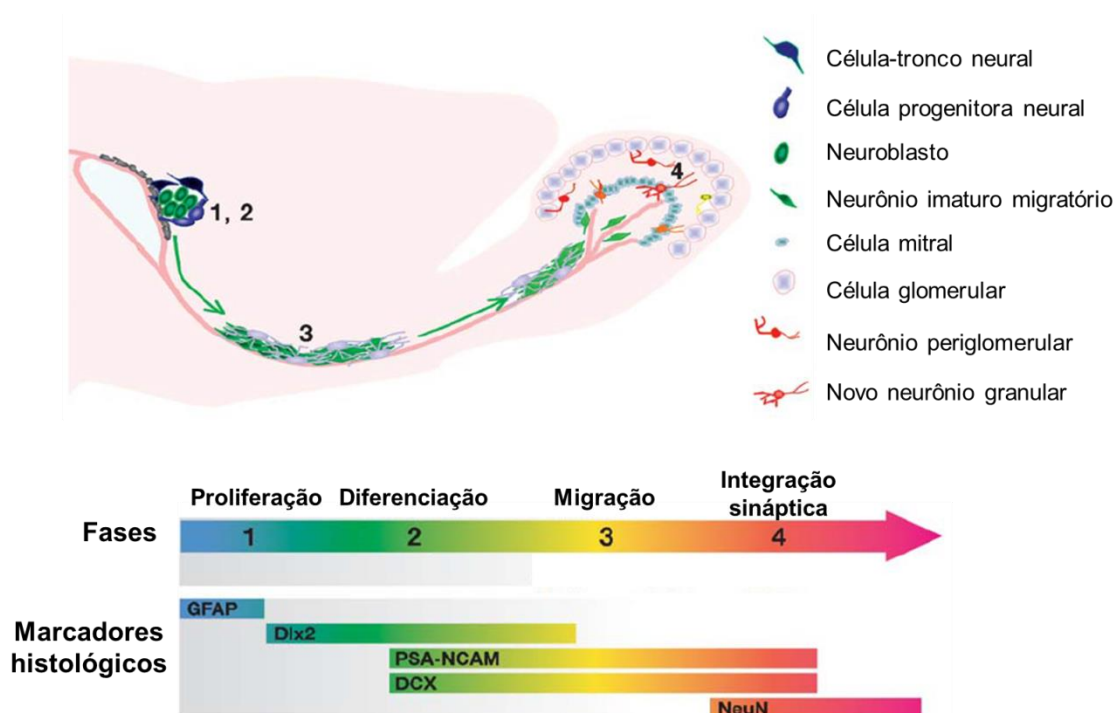 Célula-tronco neural
Célula progenitora neural
Neuroblasto
Neurônio imaturo migratório
Célula mitral
Célula glomerular
Neurônio periglomerular
Novo neurônio granular
1, 2
3
4
Proliferação
Diferenciação
Migração
Integração
sináptica
Fases
1
2
3
4
Marcadores
histológicos
GFAP
Dlx2
PSA-NCAM
DCX
NeuN